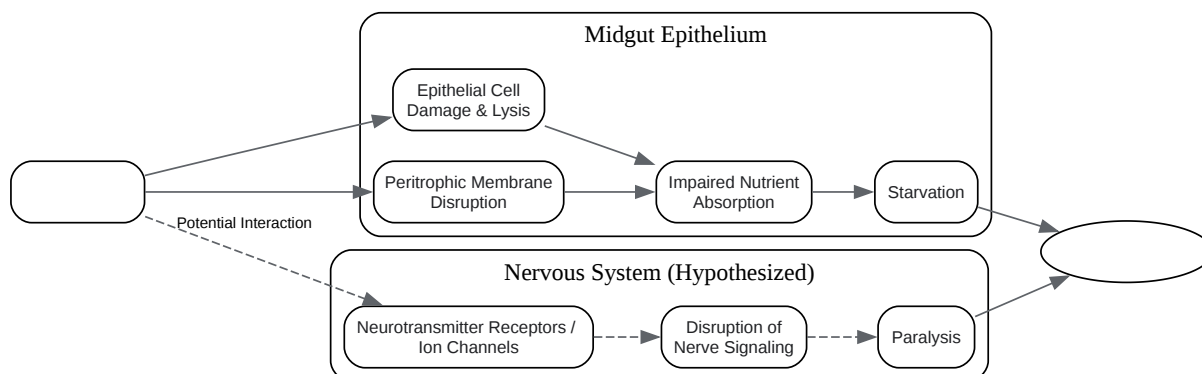 Midgut Epithelium
Epithelial Cell
Damage & Lysis
Peritrophic Membrane
Disruption
Impaired Nutrient
Absorption
Starvation
Potential Interaction
Nervous System (Hypothesized)
Neurotransmitter Receptors /
Ion Channels
Disruption of
Nerve Signaling
Paralysis